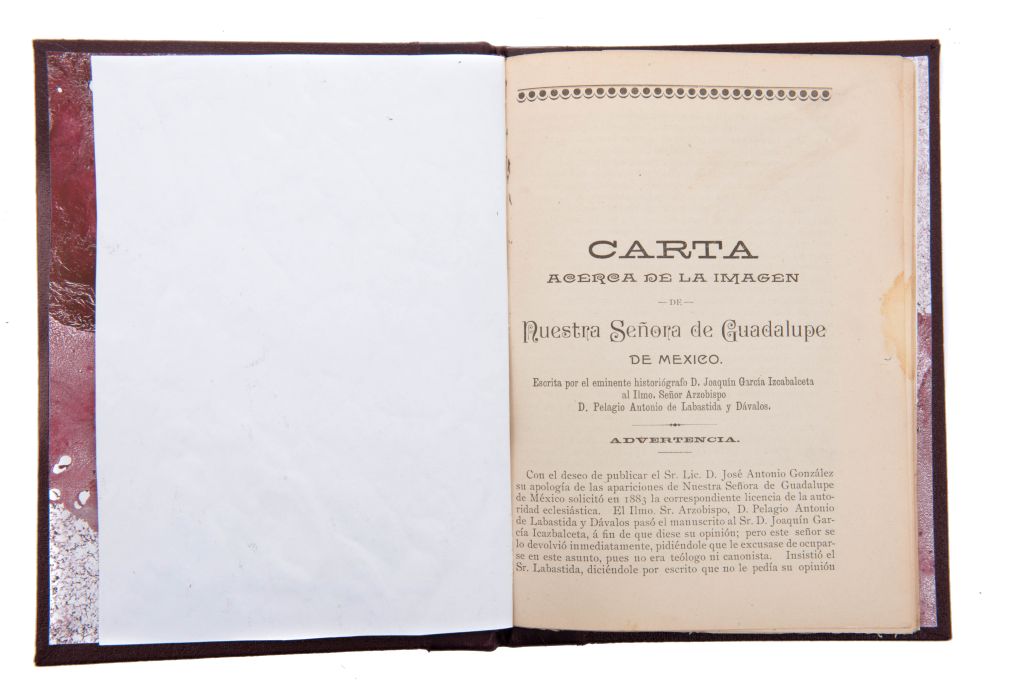 CARTA
ACERCA DE LA IMAGEN
— DE —
Nuestra Señora de Guadalupe
DE MEXICO.
Escrita por el eminente historiógrafo D. Joaquín García Izcabalceta
al Ilmo. Señor Arzobispo
D. Pelagio Antonio de Labastida y Dávalos.
ADVERTENCIA.
Con el deseo de publicar el Sr. Lic. D. José Antonio González
su apología de las apariciones de Nuestra Señora de Guadalupe
de México solicitó en 1883 la correspondiente licencia de la auto-
ridad eclesiástica. El Ilmo. Sr. Arzobispo, D. Pelagio Antonio
de Labastida y Dávalos pasó el manuscrito al Sr. D. Joaquín Gar-
cía Icazbalceta, á fin de que diese su opinión; pero este señor se
lo devolvió inmediatamente, pidiéndole que le excusase de ocupar-
se en este asunto, pues no era teólogo ni canonista. Insistió el
Sr. Labastida, diciéndole por escrito que no le pedía su opinión